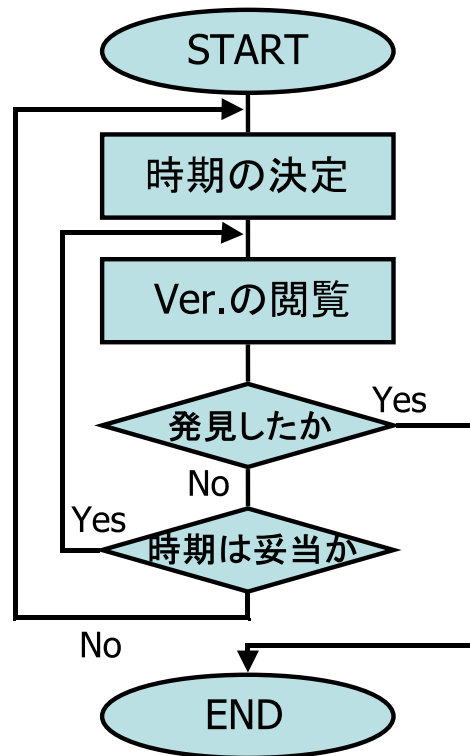 START
時期の決定
Ver.の閲覧
発見したか
Yes
No
Yes
時期は妥当か
No
END